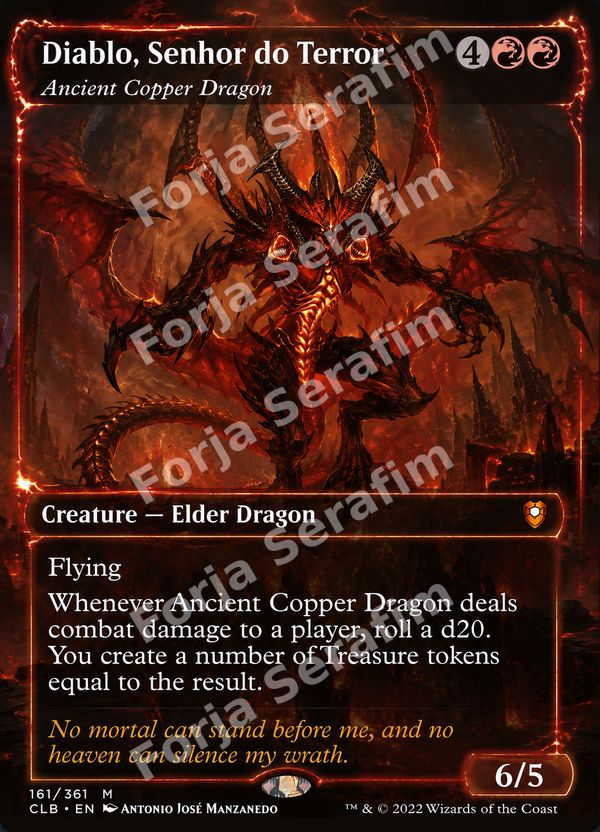 Diablo, Senhor do Terror
4
Ancient Copper Dragon
Forja Serafim
Forja Serafim
Forja Serafim
Creature — Elder Dragon
Flying
Whenever Ancient Copper Dragon deals
combat damage to a player, roll a d20.
You create a number of Treasure tokens
equal to the result.
Forja Serafim
No mortal can stand before me, and no
heaven can silence my wrath.
Forja Serafim
6/5
161/361 M
CLB • EN Antonio José Manzanedo
™ & © 2022 Wizards of the Coast